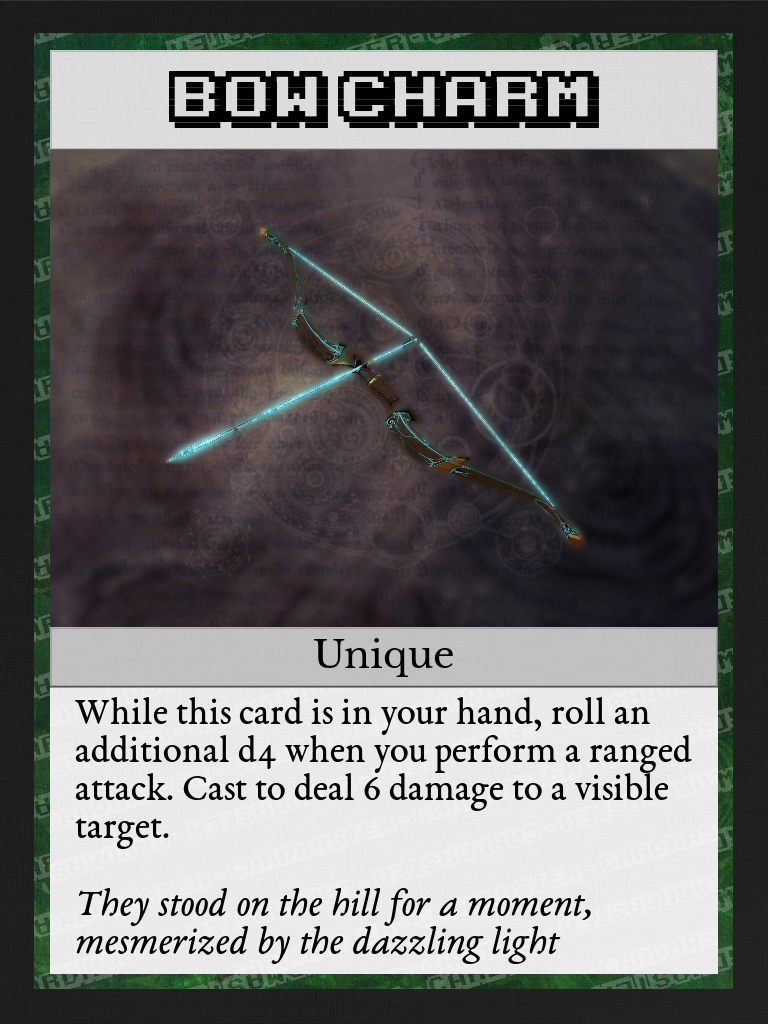 BOW CHARM
Unique
While this card is in your hand, roll an
additional d4 when you perform a ranged
attack. Cast to deal 6 damage to a visible
target.
They stood on the hill for a moment,
mesmerized by the dazzling light